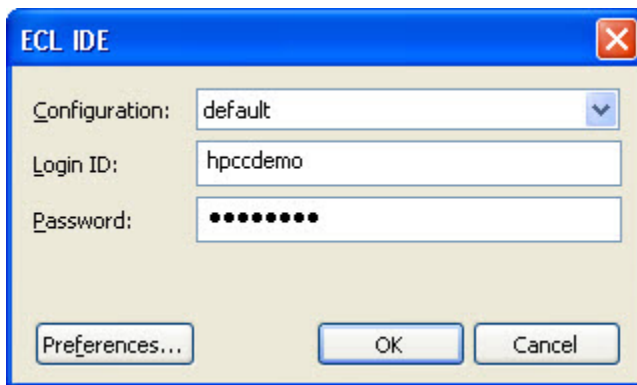 ECL IDE
Configuration: default
Login ID: hpccdemo
Password: ●●●●●●●●
Preferences... OK Cancel